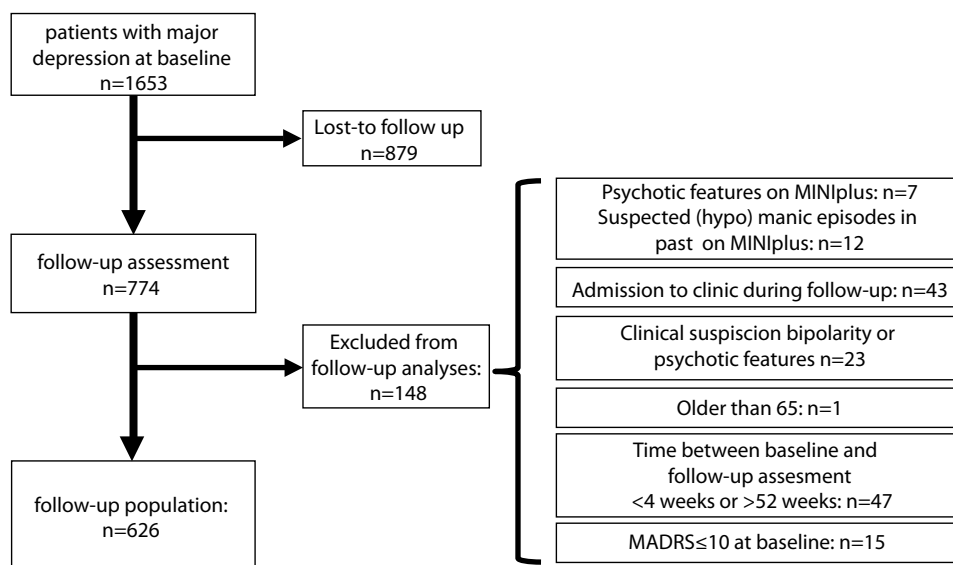 patients with major
depression at baseline
n=1653
Lost-to follow up
n=879
follow-up assessment
n=774
Excluded from
follow-up analyses:
n=148
follow-up population:
n=626
Psychotic features on MINIplus: n=7
Suspected (hypo) manic episodes in
past on MINIplus: n=12
Admission to clinic during follow-up: n=43
Clinical suspiscion bipolarity or
psychotic features n=23
Older than 65: n=1
Time between baseline and
follow-up assesment
<4 weeks or >52 weeks: n=47
MADRS≤10 at baseline: n=15